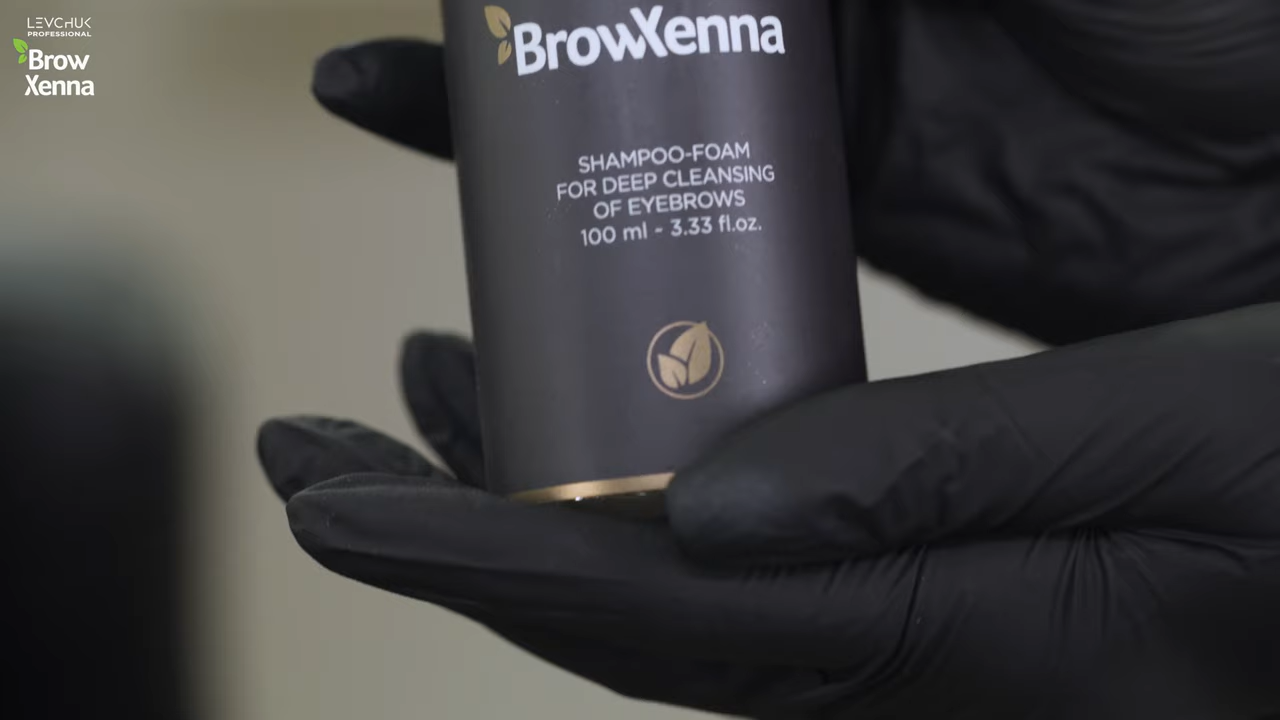 LEVCHUK
PROFESSIONAL
Brow
Xenna
BrowXenna
SHAMPOO-FOAM
FOR DEEP CLEANSING
OF EYEBROWS
100 ml ~ 3.33 fl.oz.